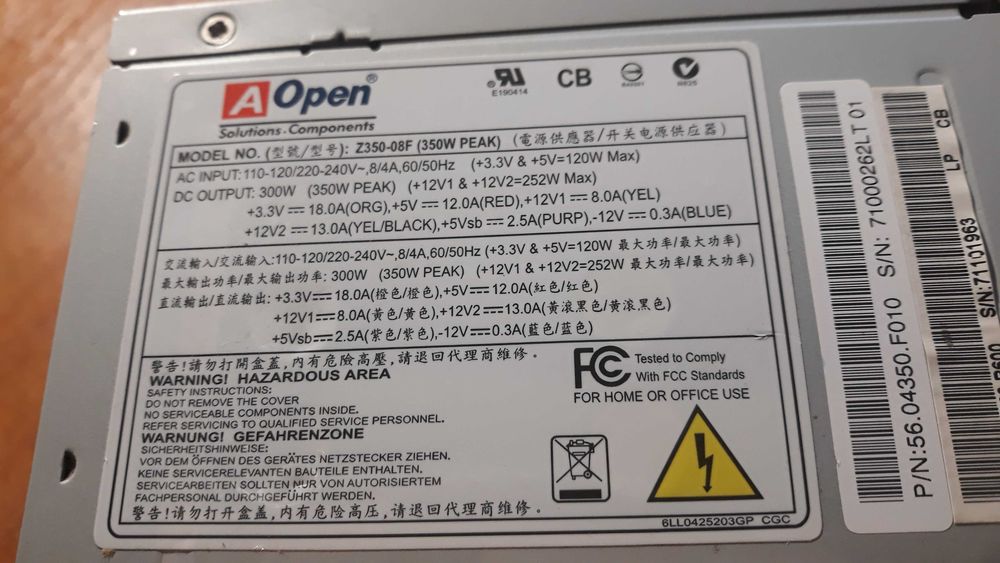 AOpen®
Solutions.Components
E190414
CB
MODEL NO. (型號/型号): Z350-08F (350W PEAK) (電源供應器/开关电源供应器)
AC INPUT:110-120/220-240V~,8/4A,60/50Hz (+3.3V & +5V=120W Max)
DC OUTPUT: 300W (350W PEAK) (+12V1 & +12V2=252W Max)
+3.3V ⎓ 18.0A(ORG),+5V ⎓ 12.0A(RED),+12V1 ⎓ 8.0A(YEL)
+12V2 ⎓ 13.0A(YEL/BLACK),+5Vsb ⎓ 2.5A(PURP),-12V ⎓ 0.3A(BLUE)
交流輸入/交流输入:110-120/220-240V~,8/4A,60/50Hz (+3.3V & +5V=120W 最大功率/最大功率)
最大輸出功率/最大输出功率: 300W (350W PEAK) (+12V1 & +12V2=252W 最大功率/最大功率)
直流輸出/直流输出: +3.3V⎓18.0A(橙色/橙色),+5V⎓12.0A(紅色/红色)
+12V1⎓8.0A(黃色/黄色),+12V2⎓13.0A(黃滾黑色/黄滚黑色)
+5Vsb⎓2.5A(紫色/紫色),-12V⎓0.3A(藍色/蓝色)
警告!請勿打開盒蓋,內有危險高壓,請退回代理商維修.
WARNING! HAZARDOUS AREA
SAFETY INSTRUCTIONS:
DO NOT REMOVE THE COVER
NO SERVICEABLE COMPONENTS INSIDE.
REFER SERVICING TO QUALIFIED SERVICE PERSONNEL.
WARNUNG! GEFAHRENZONE
SICHERHEITSHINWEISE:
VOR DEM ÖFFNEN DES GERÄTES NETZSTECKER ZIEHEN.
KEINE SERVICERELEVANTEN BAUTEILE ENTHALTEN.
SERVICEARBEITEN SOLLTEN NUR VON AUTORISIERTEM
FACHPERSONAL DURCHGEFÜHRT WERDEN.
警告!请勿打开盒盖,内有危险高压,请退回代理商维修.
FC Tested to Comply
With FCC Standards
FOR HOME OR OFFICE USE
6LL0425203GP CGC
P/N:56.04350.F010 S/N: 71000262LT 01
S/N:71101963 LP CB